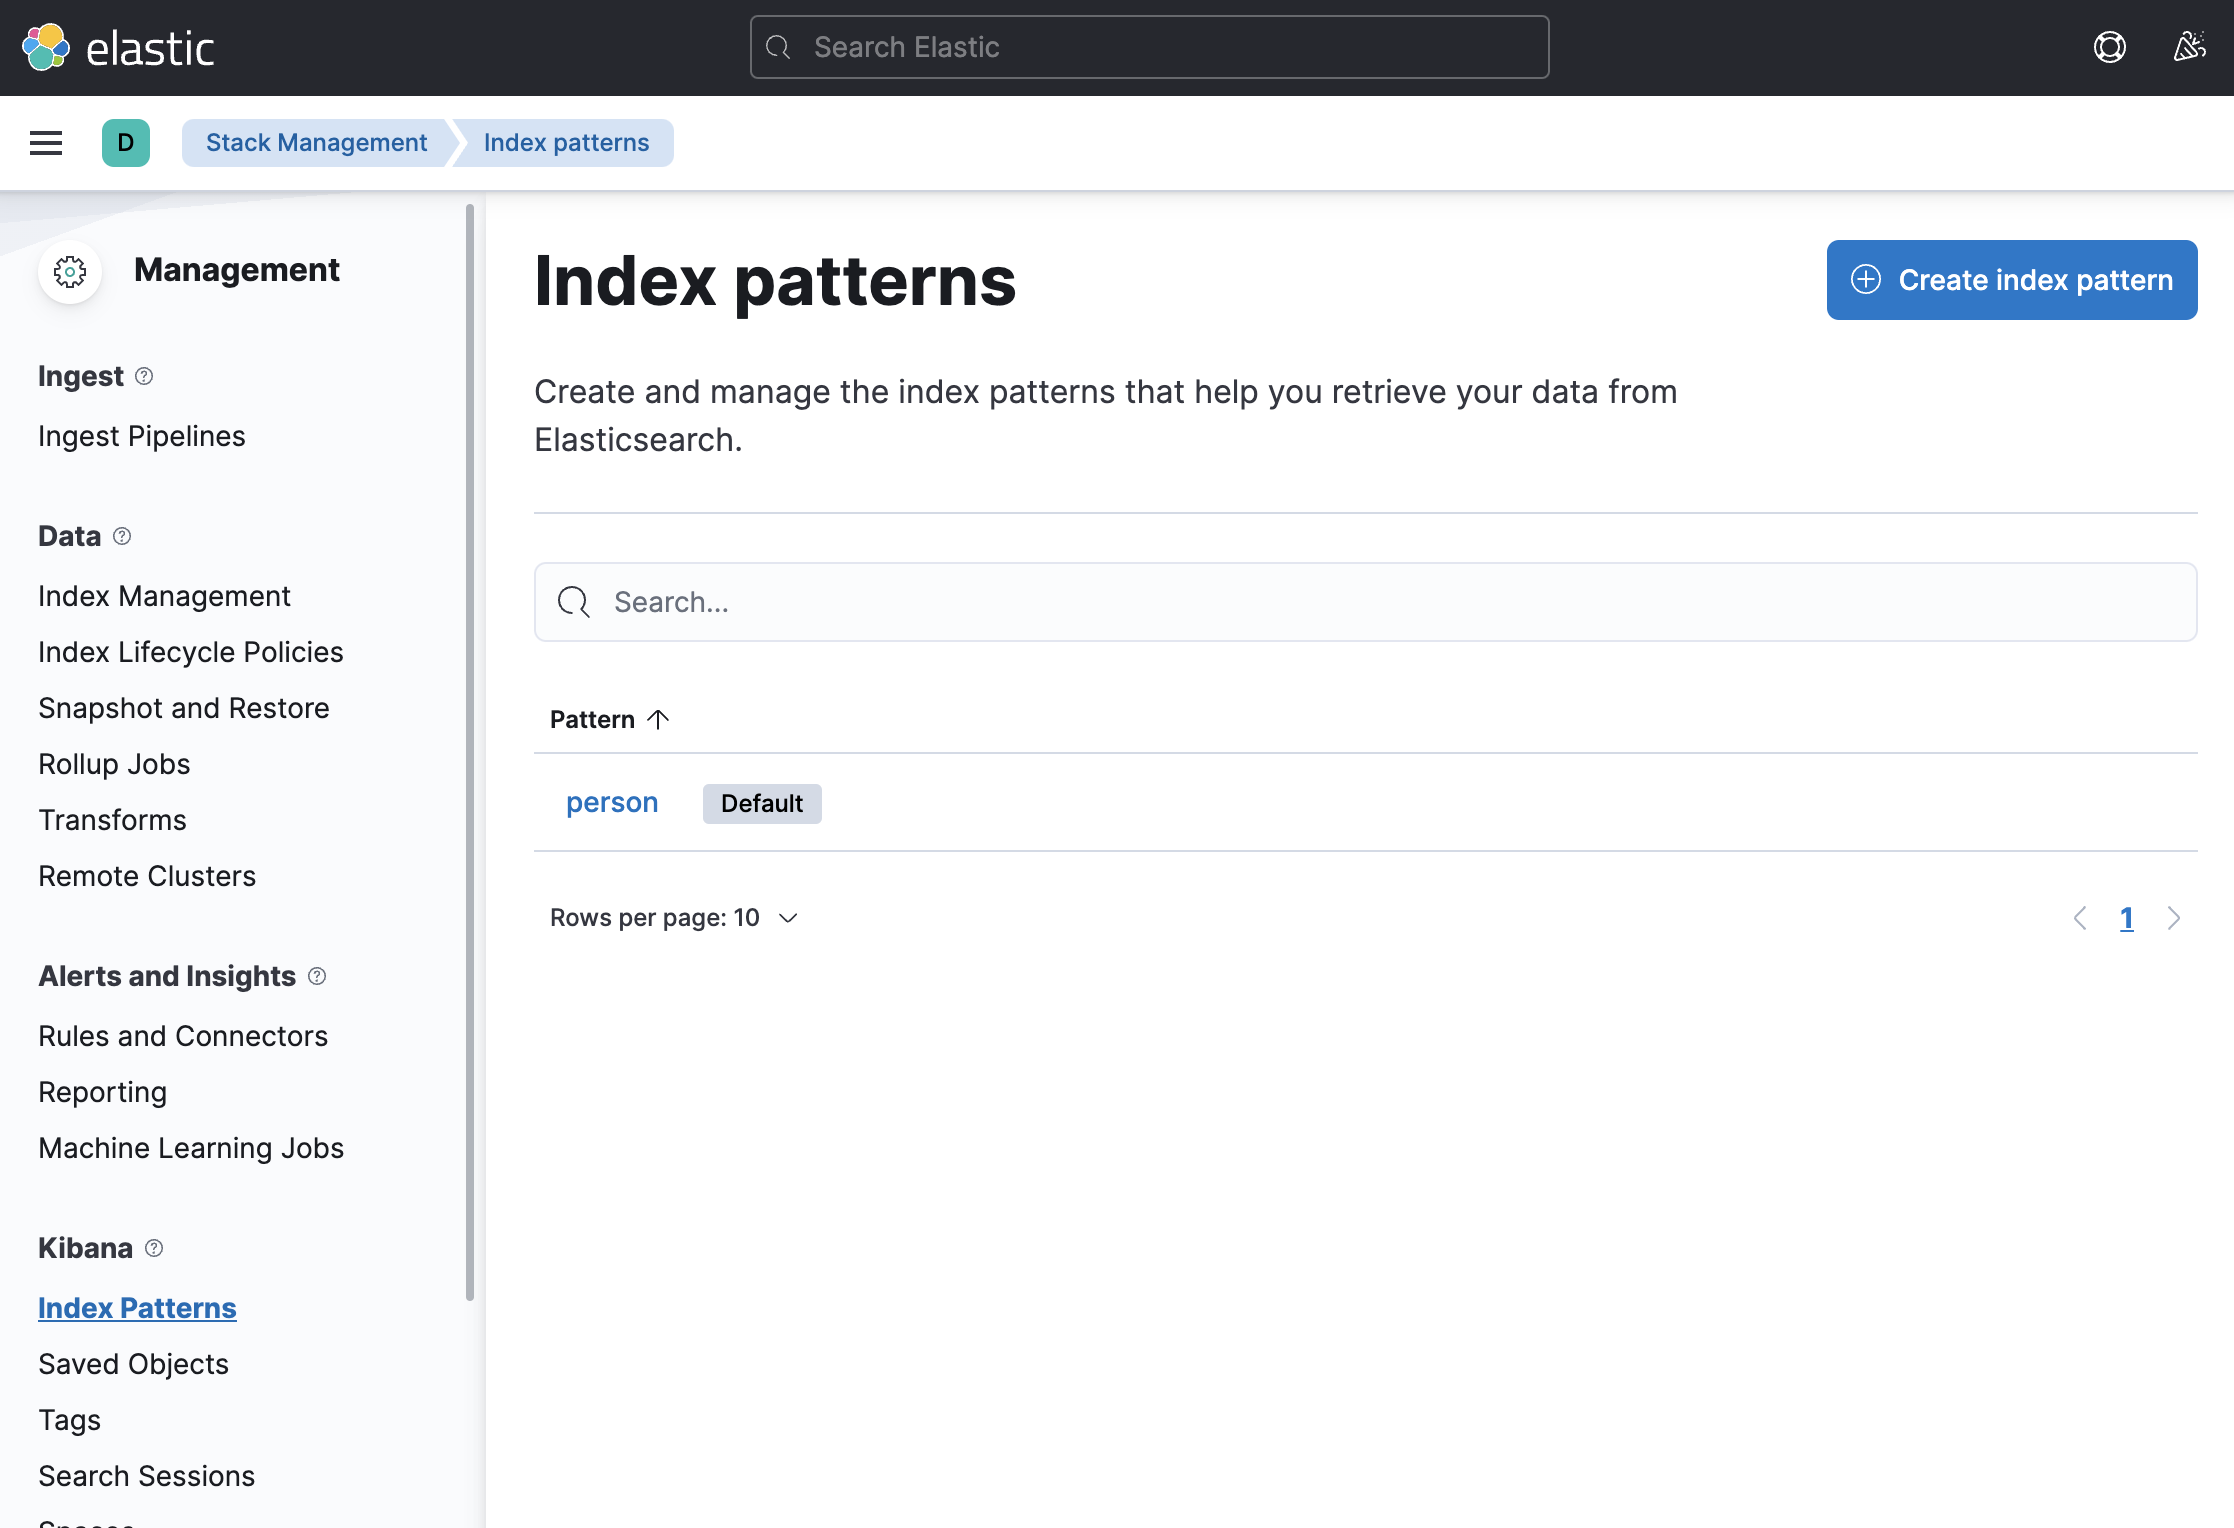 elastic
Search Elastic
D
Stack Management
Index patterns
Management
Ingest
Ingest Pipelines
Data
Index Management
Index Lifecycle Policies
Snapshot and Restore
Rollup Jobs
Transforms
Remote Clusters
Alerts and Insights
Rules and Connectors
Reporting
Machine Learning Jobs
Kibana
Index Patterns
Saved Objects
Tags
Search Sessions
Index patterns
Create index pattern
Create and manage the index patterns that help you retrieve your data from
Elasticsearch.
Search...
Pattern
person Default
Rows per page: 10
1